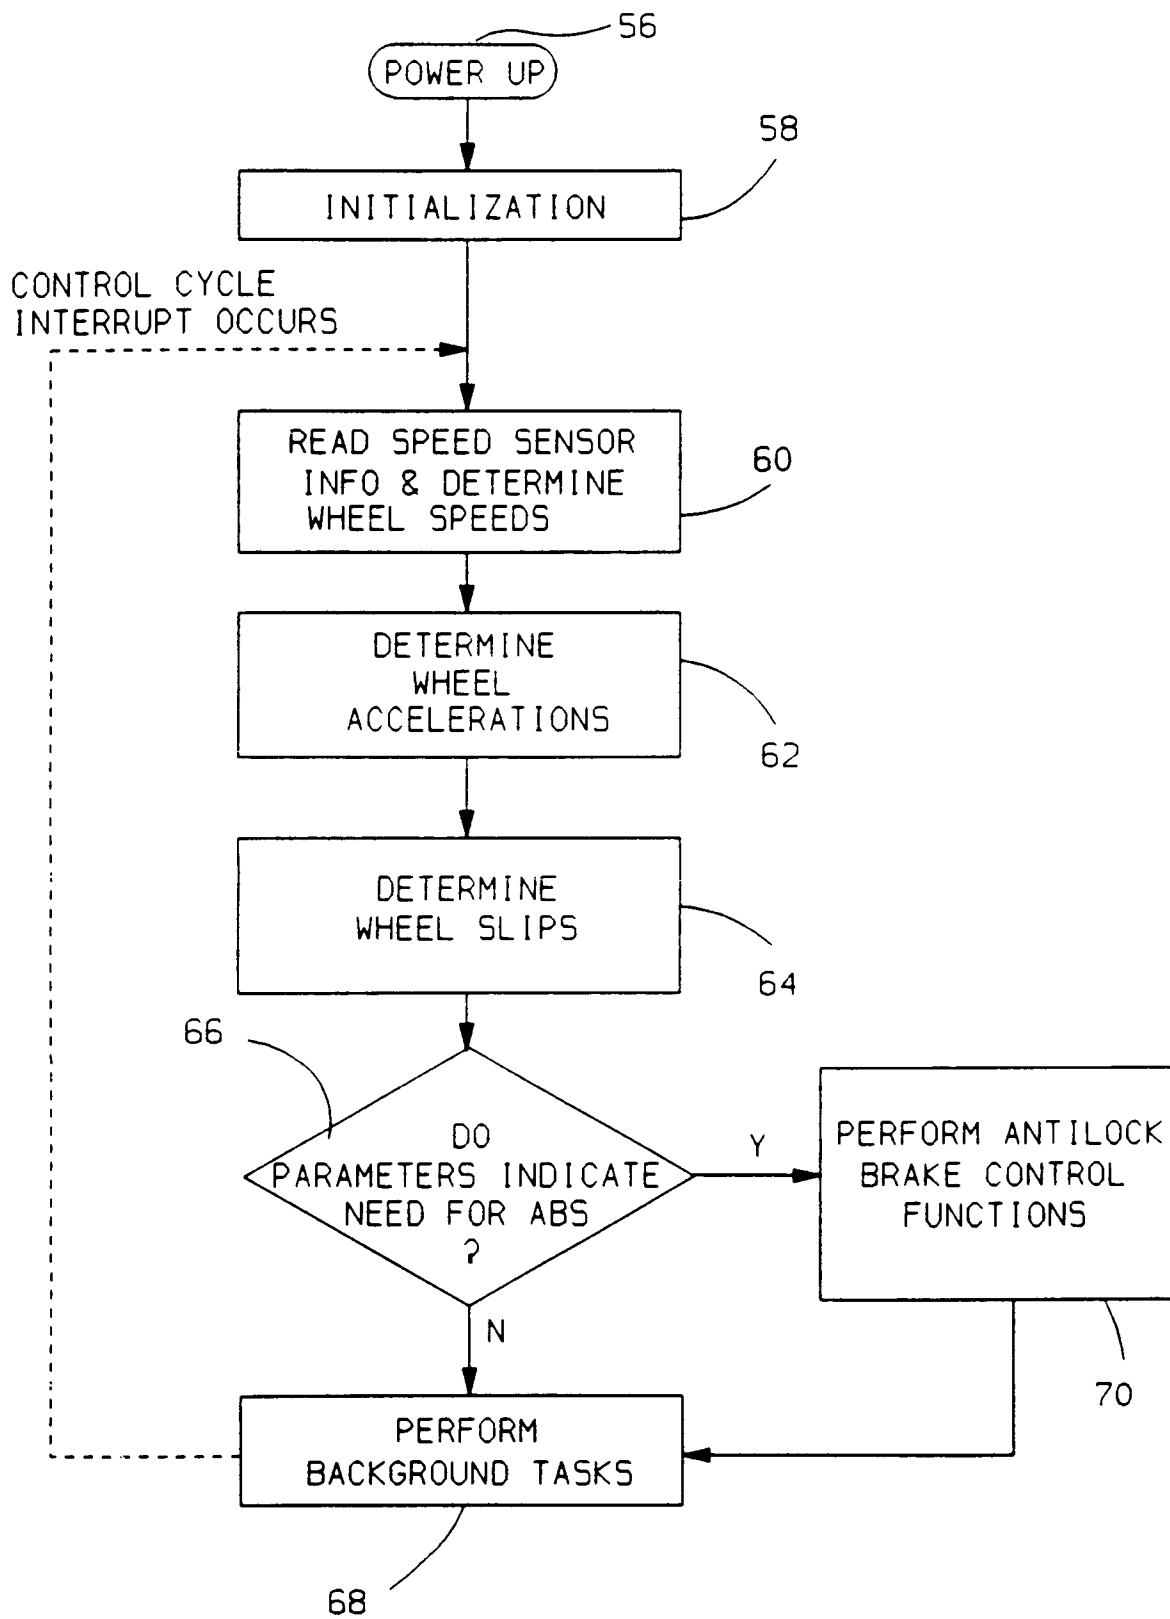 56
POWER UP
58
INITIALIZATION
CONTROL CYCLE
INTERRUPT OCCURS
READ SPEED SENSOR
INFO & DETERMINE
WHEEL SPEEDS
60
DETERMINE
WHEEL
ACCELERATIONS
62
DETERMINE
WHEEL SLIPS
64
66
DO
PARAMETERS INDICATE
NEED FOR ABS
?
Y
PERFORM ANTILOCK
BRAKE CONTROL
FUNCTIONS
70
N
PERFORM
BACKGROUND TASKS
68